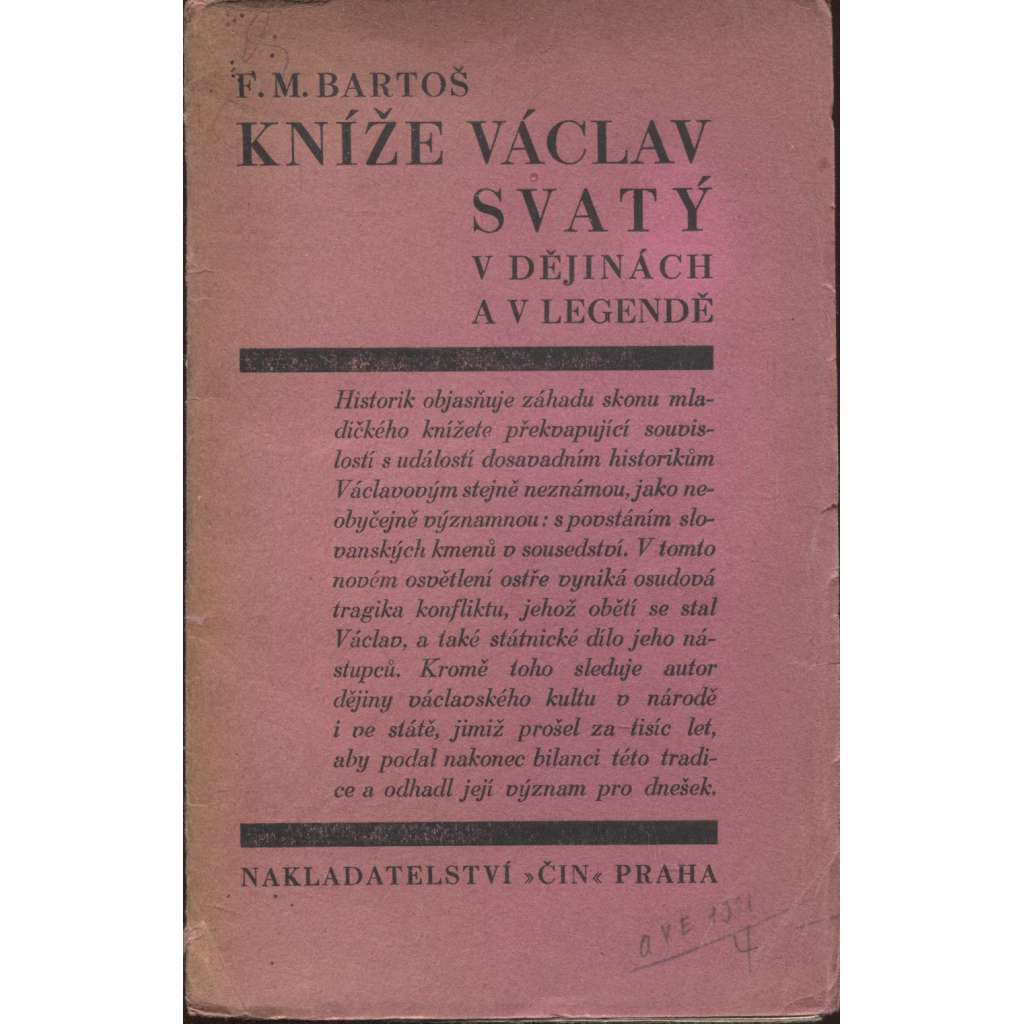 F. M. BARTOŠ
KNÍŽE VÁCLAV
SVATÝ
V DĚJINÁCH
A V LEGENDĚ
Historik objasňuje záhadu skonu mla-
dičkého knížete překvapující souvis-
lostí s událostí dosavadním historikům
Václavovým stejně neznámou, jako ne-
obyčejně významnou: s povstáním slo-
vanských kmenů v sousedství. V tomto
novém osvětlení ostře vyniká osudová
tragika konfliktu, jehož obětí se stal
Václav, a také státnické dílo jeho ná-
stupců. Kromě toho sleduje autor
dějiny václavského kultu v národě
i ve státě, jimiž prošel za tisíc let,
aby podal nakonec bilanci této tradi-
ce a odhadl její význam pro dnešek.
NAKLADATELSTVÍ »ČIN« PRAHA